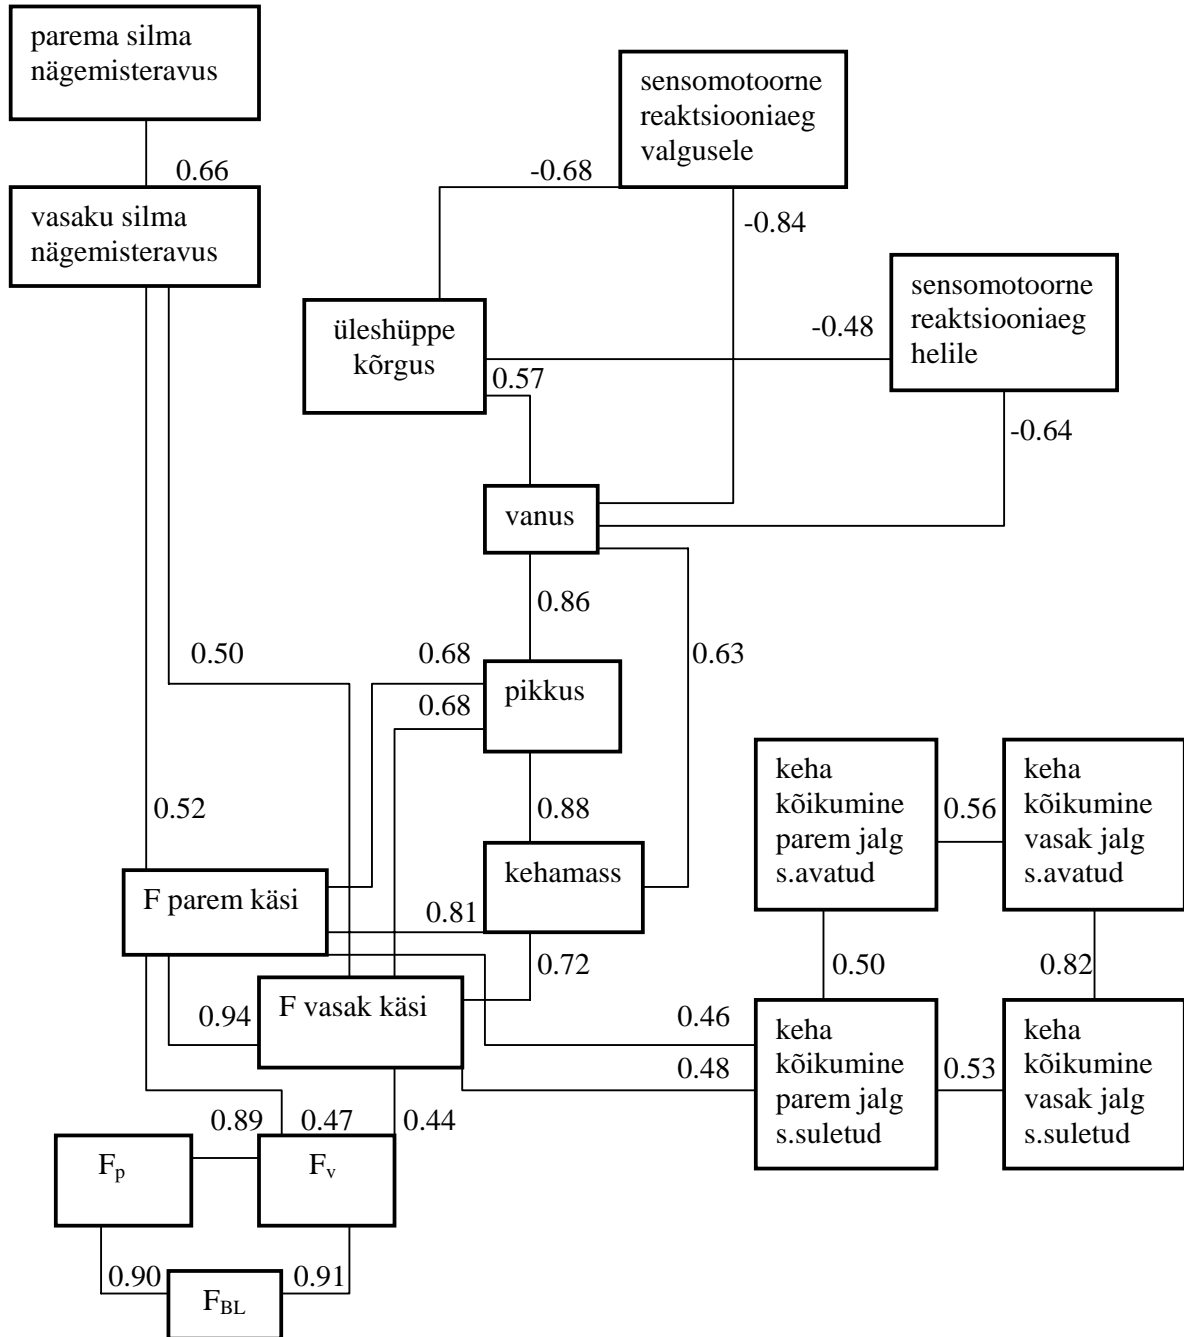 parema silma
nägemisteravus
sensomotoorne
reaktsiooniaeg
valgusele
0.66
-0.68
vasaku silma
nägemisteravus
-0.84
sensomotoorne
reaktsiooniaeg
helile
üleshüppe
kõrgus
-0.48
0.57
-0.64
vanus
0.86
0.50
0.68
0.63
pikkus
0.68
keha
kõikumine
parem jalg
s.avatud
0.56
keha
kõikumine
vasak jalg
s.avatud
0.52
0.88
kehamass
F parem käsi
0.81
0.72
0.50
0.82
F vasak käsi
0.94
0.46
0.48
keha
kõikumine
parem jalg
s.suletud
0.53
keha
kõikumine
vasak jalg
s.suletud
0.89
0.47
0.44
Fp
Fv
0.90
0.91
FBL